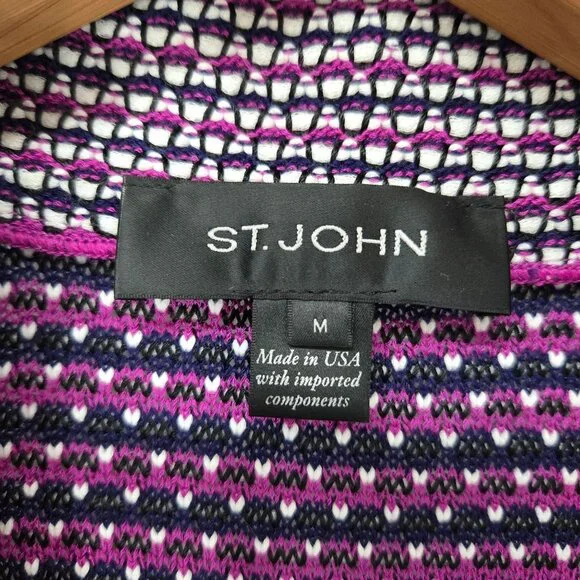 ST. JOHN
M
Made in USA
with imported
components